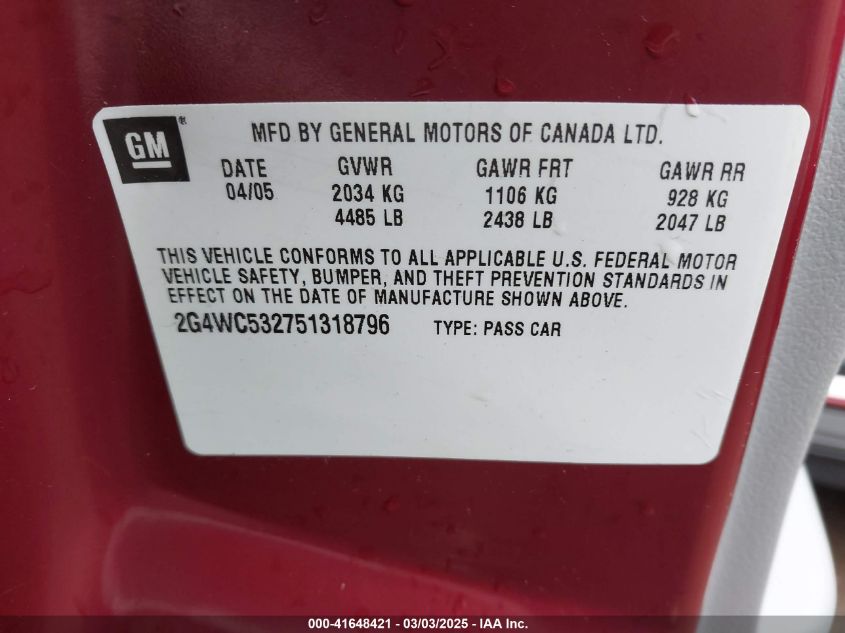 GM®
MFD BY GENERAL MOTORS OF CANADA LTD.
DATE GVWR GAWR FRT GAWR RR
04/05 2034 KG 1106 KG 928 KG
4485 LB 2438 LB 2047 LB
THIS VEHICLE CONFORMS TO ALL APPLICABLE U.S. FEDERAL MOTOR
VEHICLE SAFETY, BUMPER, AND THEFT PREVENTION STANDARDS IN
EFFECT ON THE DATE OF MANUFACTURE SHOWN ABOVE.
2G4WC532751318796 TYPE: PASS CAR
000-41648421 - 03/03/2025 - IAA Inc.